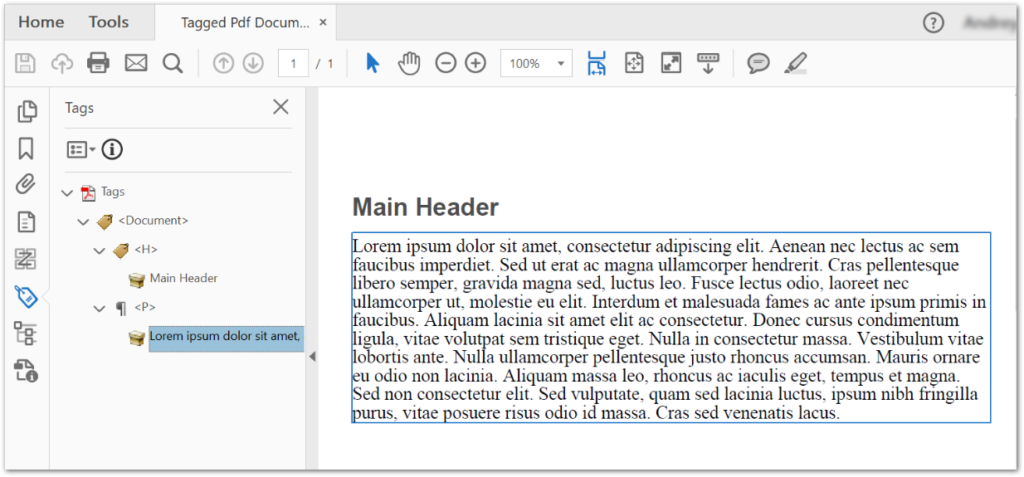 Home Tools Tagged Pdf Docum... ×
1 / 1 100%
Tags
Tags
<Document>
<H>
Main Header
<P>
Lorem ipsum dolor sit amet,
Main Header
Lorem ipsum dolor sit amet, consectetur adipiscing elit. Aenean nec lectus ac sem
faucibus imperdiet. Sed ut erat ac magna ullamcorper hendrerit. Cras pellentesque
libero semper, gravida magna sed, luctus leo. Fusce lectus odio, laoreet nec
ullamcorper ut, molestie eu elit. Interdum et malesuada fames ac ante ipsum primis in
faucibus. Aliquam lacinia sit amet elit ac consectetur. Donec cursus condimentum
ligula, vitae volutpat sem tristique eget. Nulla in consectetur massa. Vestibulum vitae
lobortis ante. Nulla ullamcorper pellentesque justo rhoncus accumsan. Mauris ornare
eu odio non lacinia. Aliquam massa leo, rhoncus ac iaculis eget, tempus et magna.
Sed non consectetur elit. Sed vulputate, quam sed lacinia luctus, ipsum nibh fringilla
purus, vitae posuere risus odio id massa. Cras sed venenatis lacus.